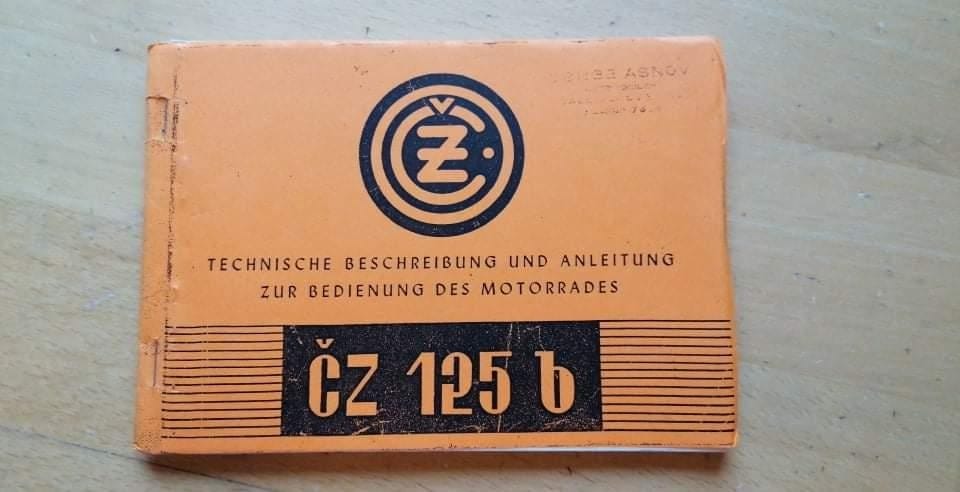 ČZ
TECHNISCHE BESCHREIBUNG UND ANLEITUNG
ZUR BEDIENUNG DES MOTORRADES
ČZ 125 b